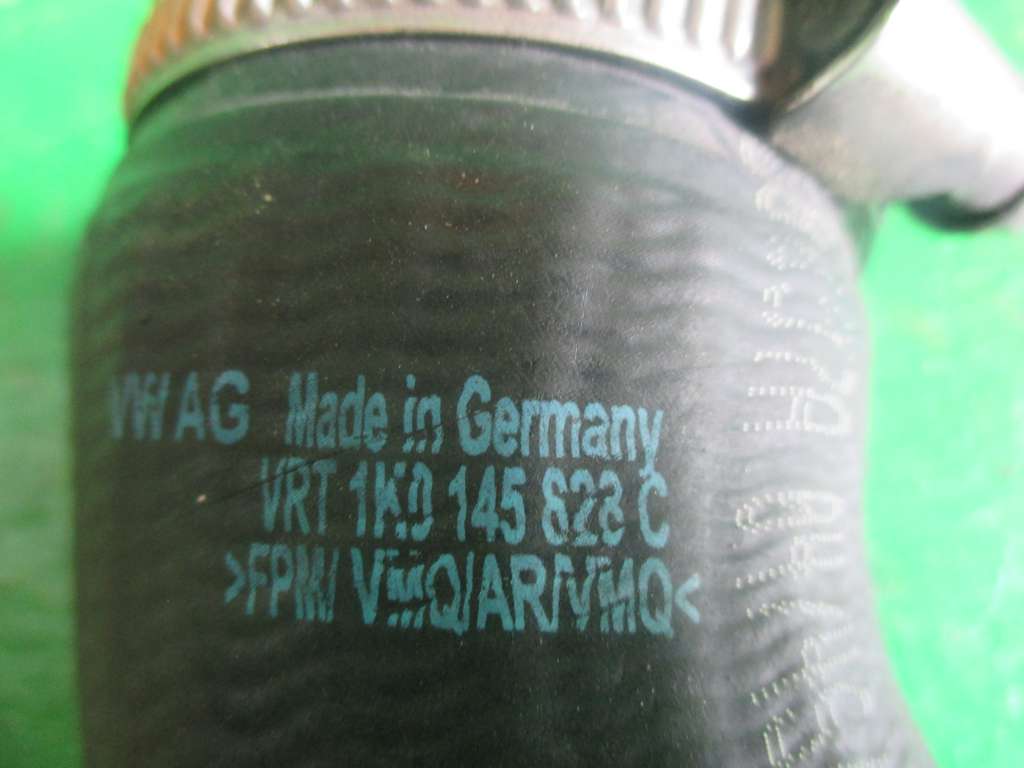 VW AG Made in Germany
VRT 1K0 145 828 C
>FPM/ VMQ/AR/VMQ<